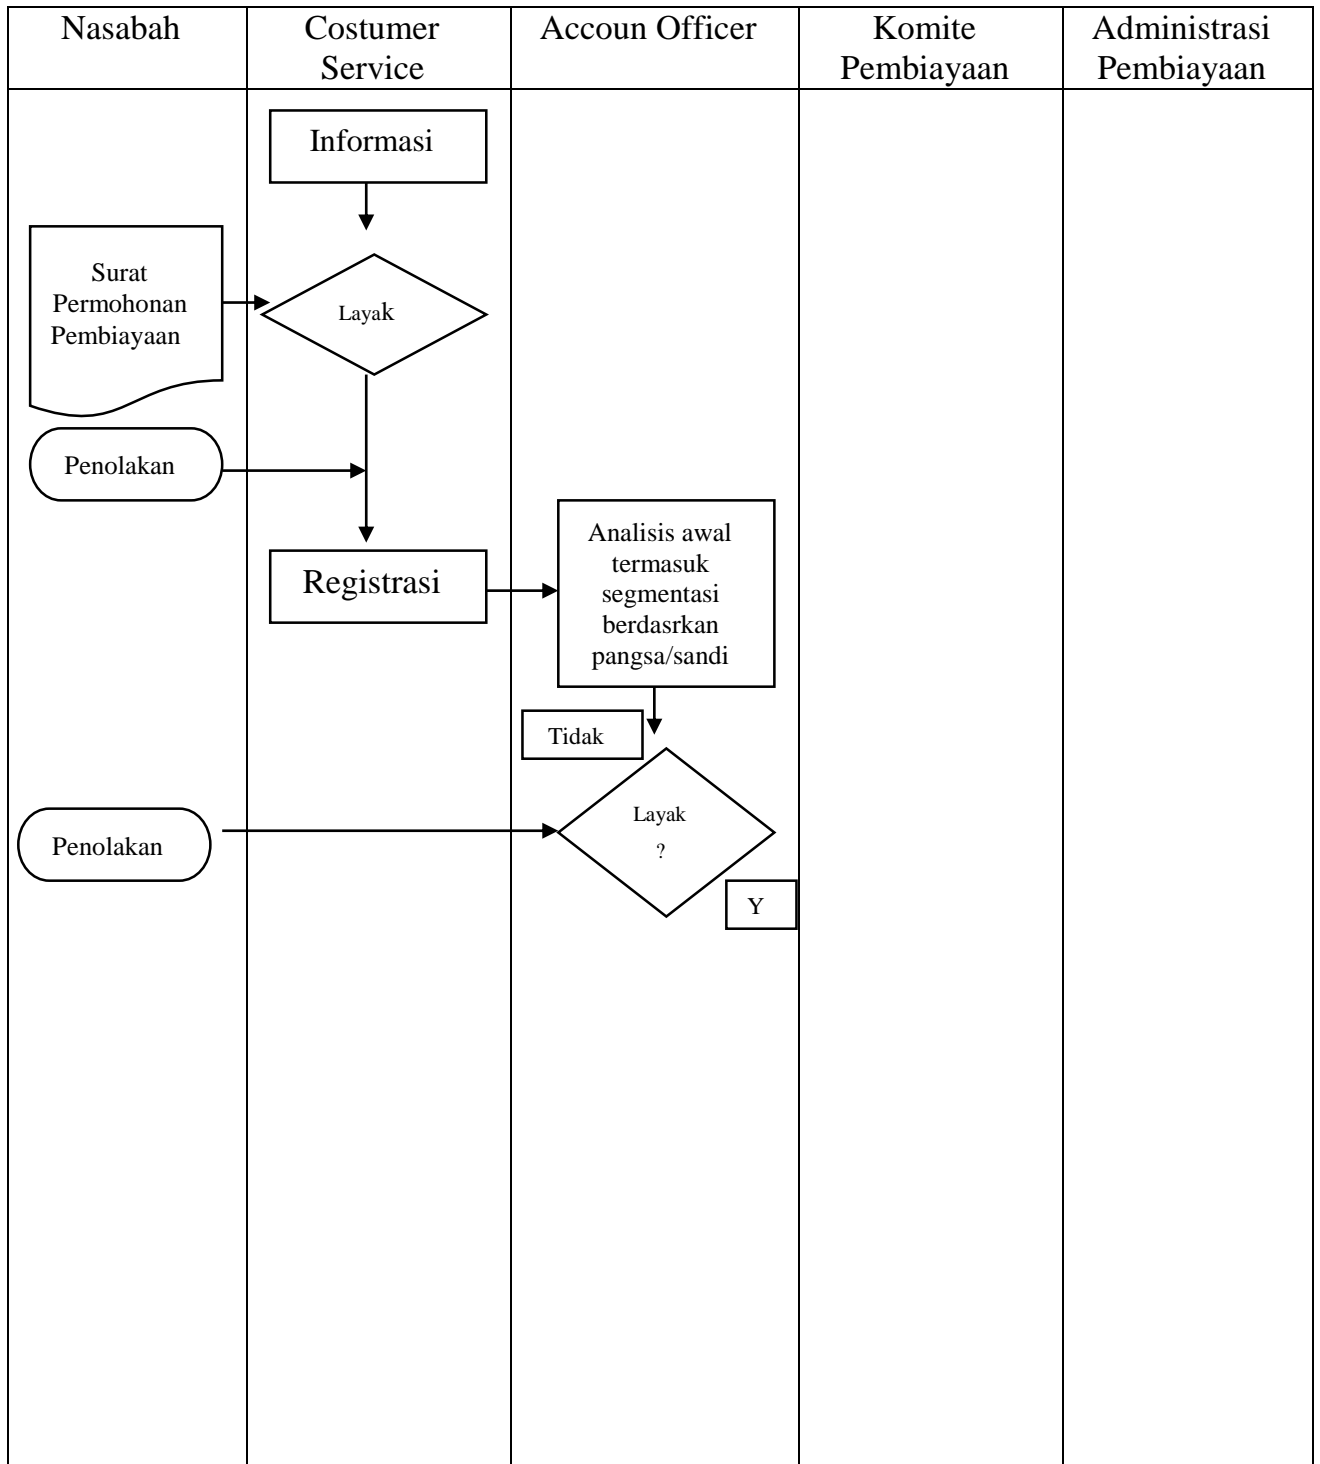 Nasabah
Costumer
Service
Accoun Officer
Komite
Pembiayaan
Administrasi
Pembiayaan
Informasi
Surat
Permohonan
Pembiayaan
Layak
Penolakan
Registrasi
Analisis awal
termasuk
segmentasi
berdasrkan
pangsa/sandi
Tidak
Layak
?
Penolakan
Y